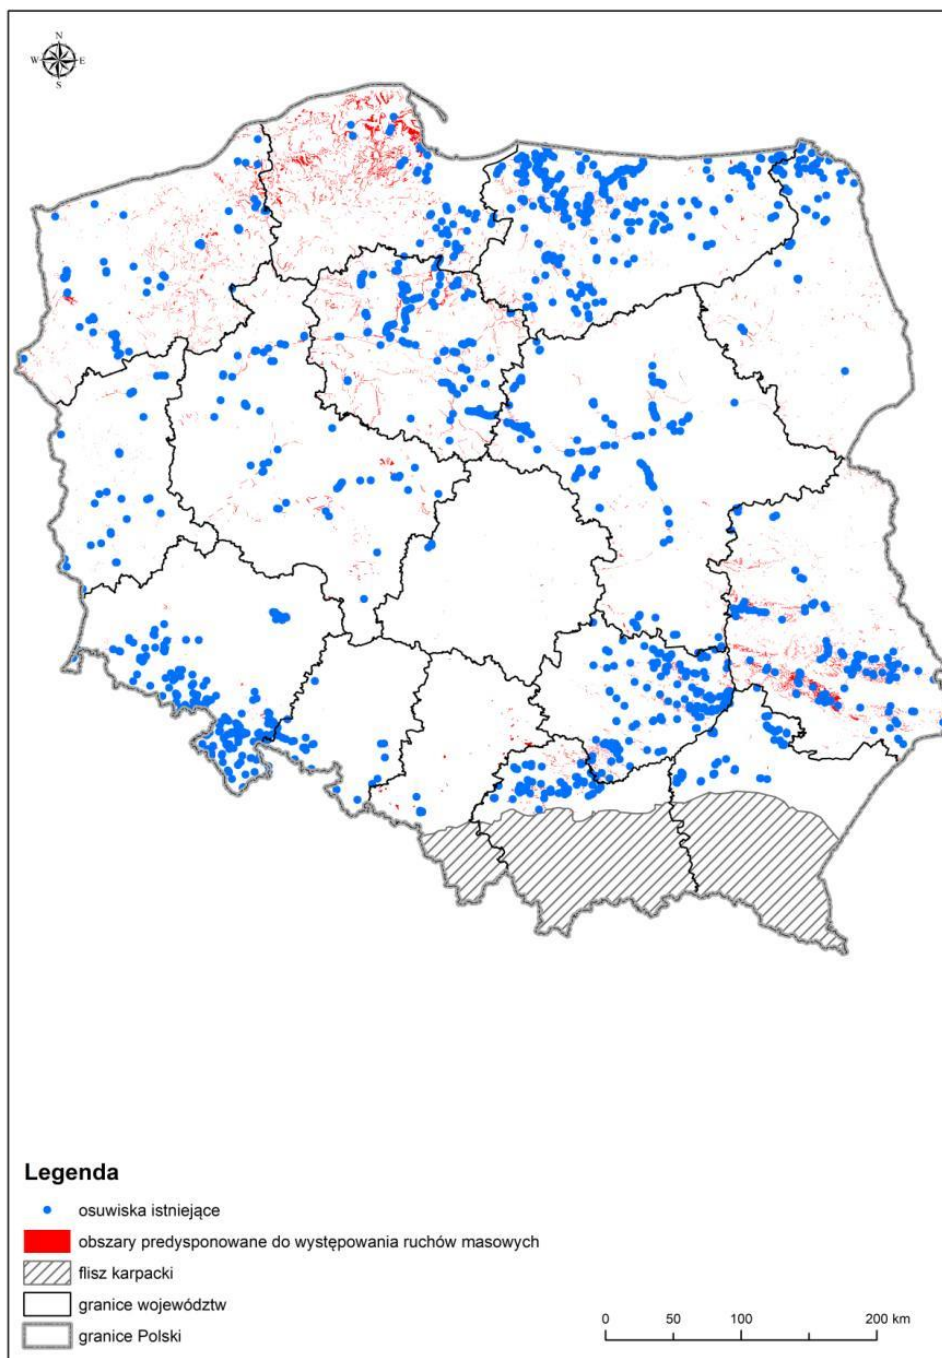 N
W E
S
Legenda
osuwiska istniejące
obszary predysponowane do występowania ruchów masowych
flisz karpacki
granice województw
granice Polski
0 50 100 200 km